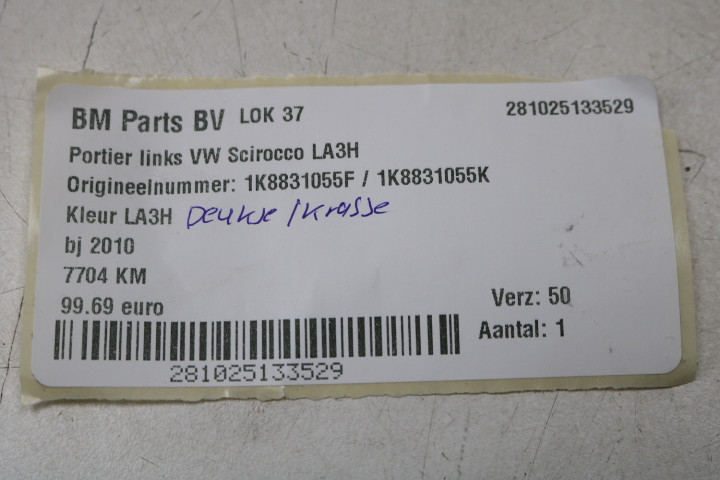 BM Parts BV LOK 37 281025133529
Portier links VW Scirocco LA3H
Origineelnummer: 1K8831055F / 1K8831055K
Kleur LA3H Deukje / Krasje
bj 2010
7704 KM
99.69 euro
Verz: 50
Aantal: 1
281025133529